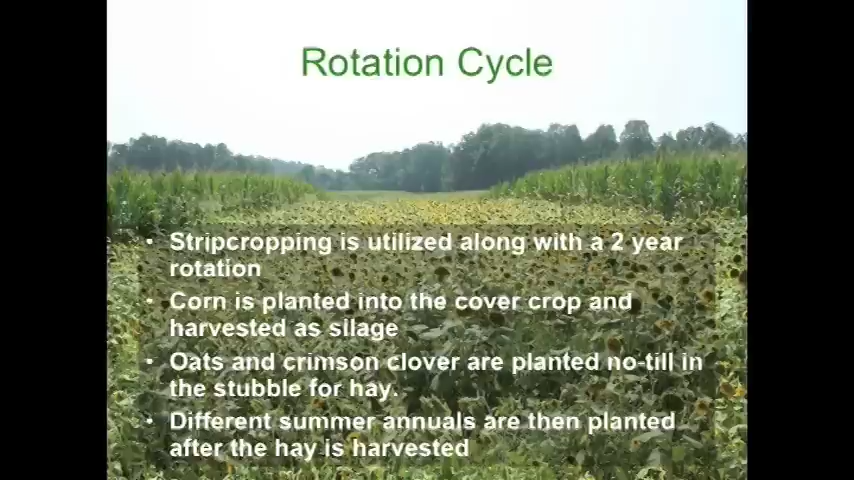 Rotation Cycle
• Stripcropping is utilized along with a 2 year
rotation
• Corn is planted into the cover crop and
harvested as silage
• Oats and crimson clover are planted no-till in
the stubble for hay.
• Different summer annuals are then planted
after the hay is harvested